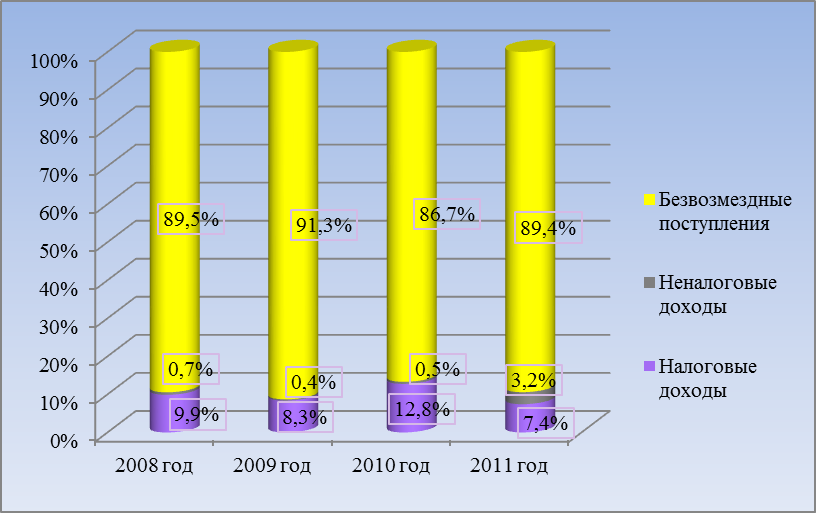 100%
90%
80%
70%
60%
50%
40%
30%
20%
10%
0%
89,5%
91,3%
86,7%
89,4%
0,7%
0,4%
0,5%
3,2%
9,9%
8,3%
12,8%
7,4%
2008 год
2009 год
2010 год
2011 год
Безвозмездные
поступления
Неналоговые
доходы
Налоговые
доходы